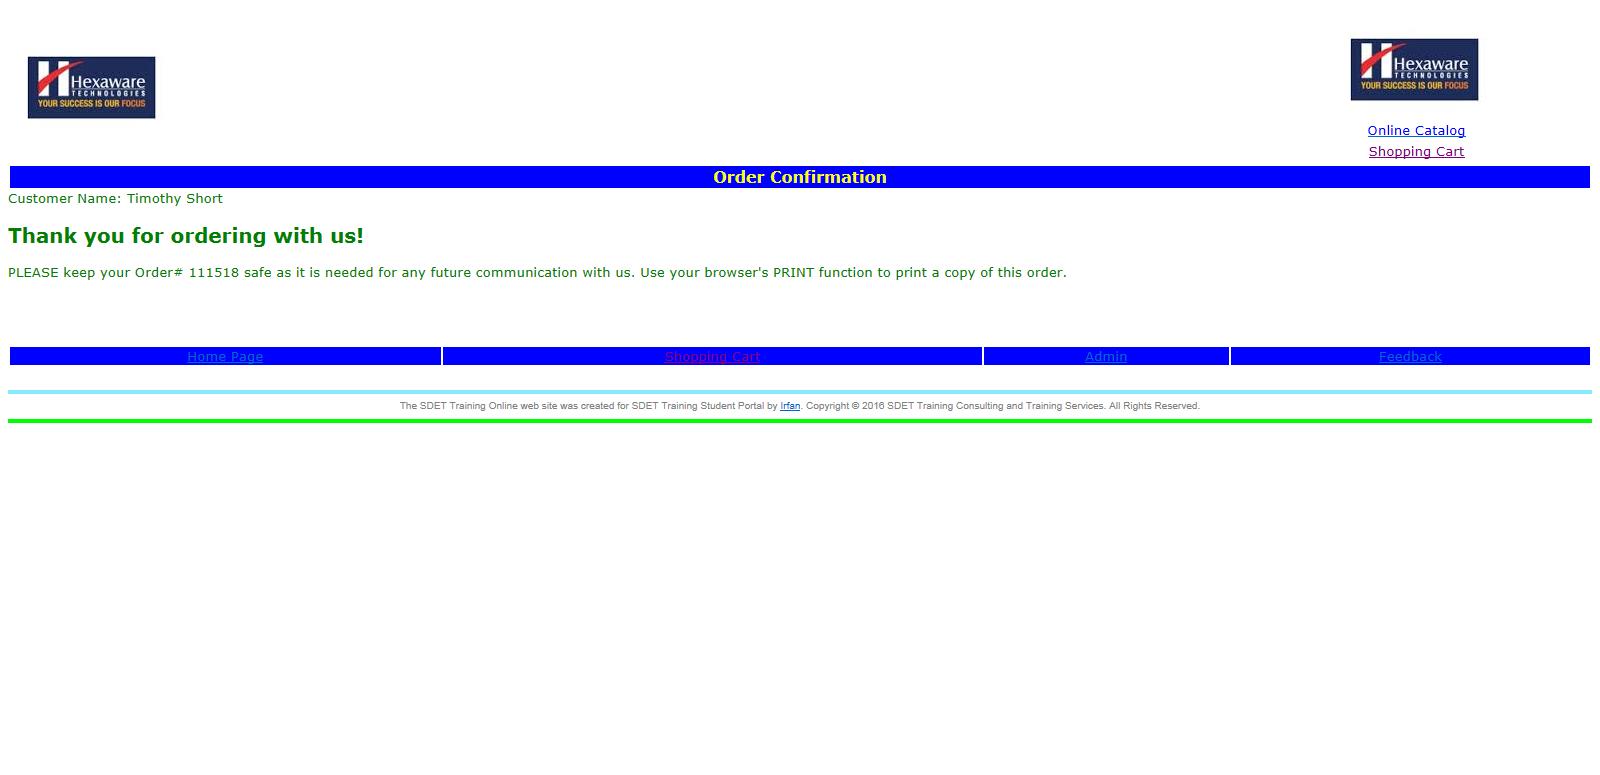 Hexaware
TECHNOLOGIES
YOUR SUCCESS IS OUR FOCUS
Hexaware
TECHNOLOGIES
YOUR SUCCESS IS OUR FOCUS
Online Catalog
Shopping Cart
Order Confirmation
Customer Name: Timothy Short
Thank you for ordering with us!
PLEASE keep your Order# 111518 safe as it is needed for any future communication with us. Use your browser's PRINT function to print a copy of this order.
Home Page Shopping Cart Admin Feedback
The SDET Training Online web site was created for SDET Training Student Portal by Irfan. Copyright © 2016 SDET Training Consulting and Training Services. All Rights Reserved.